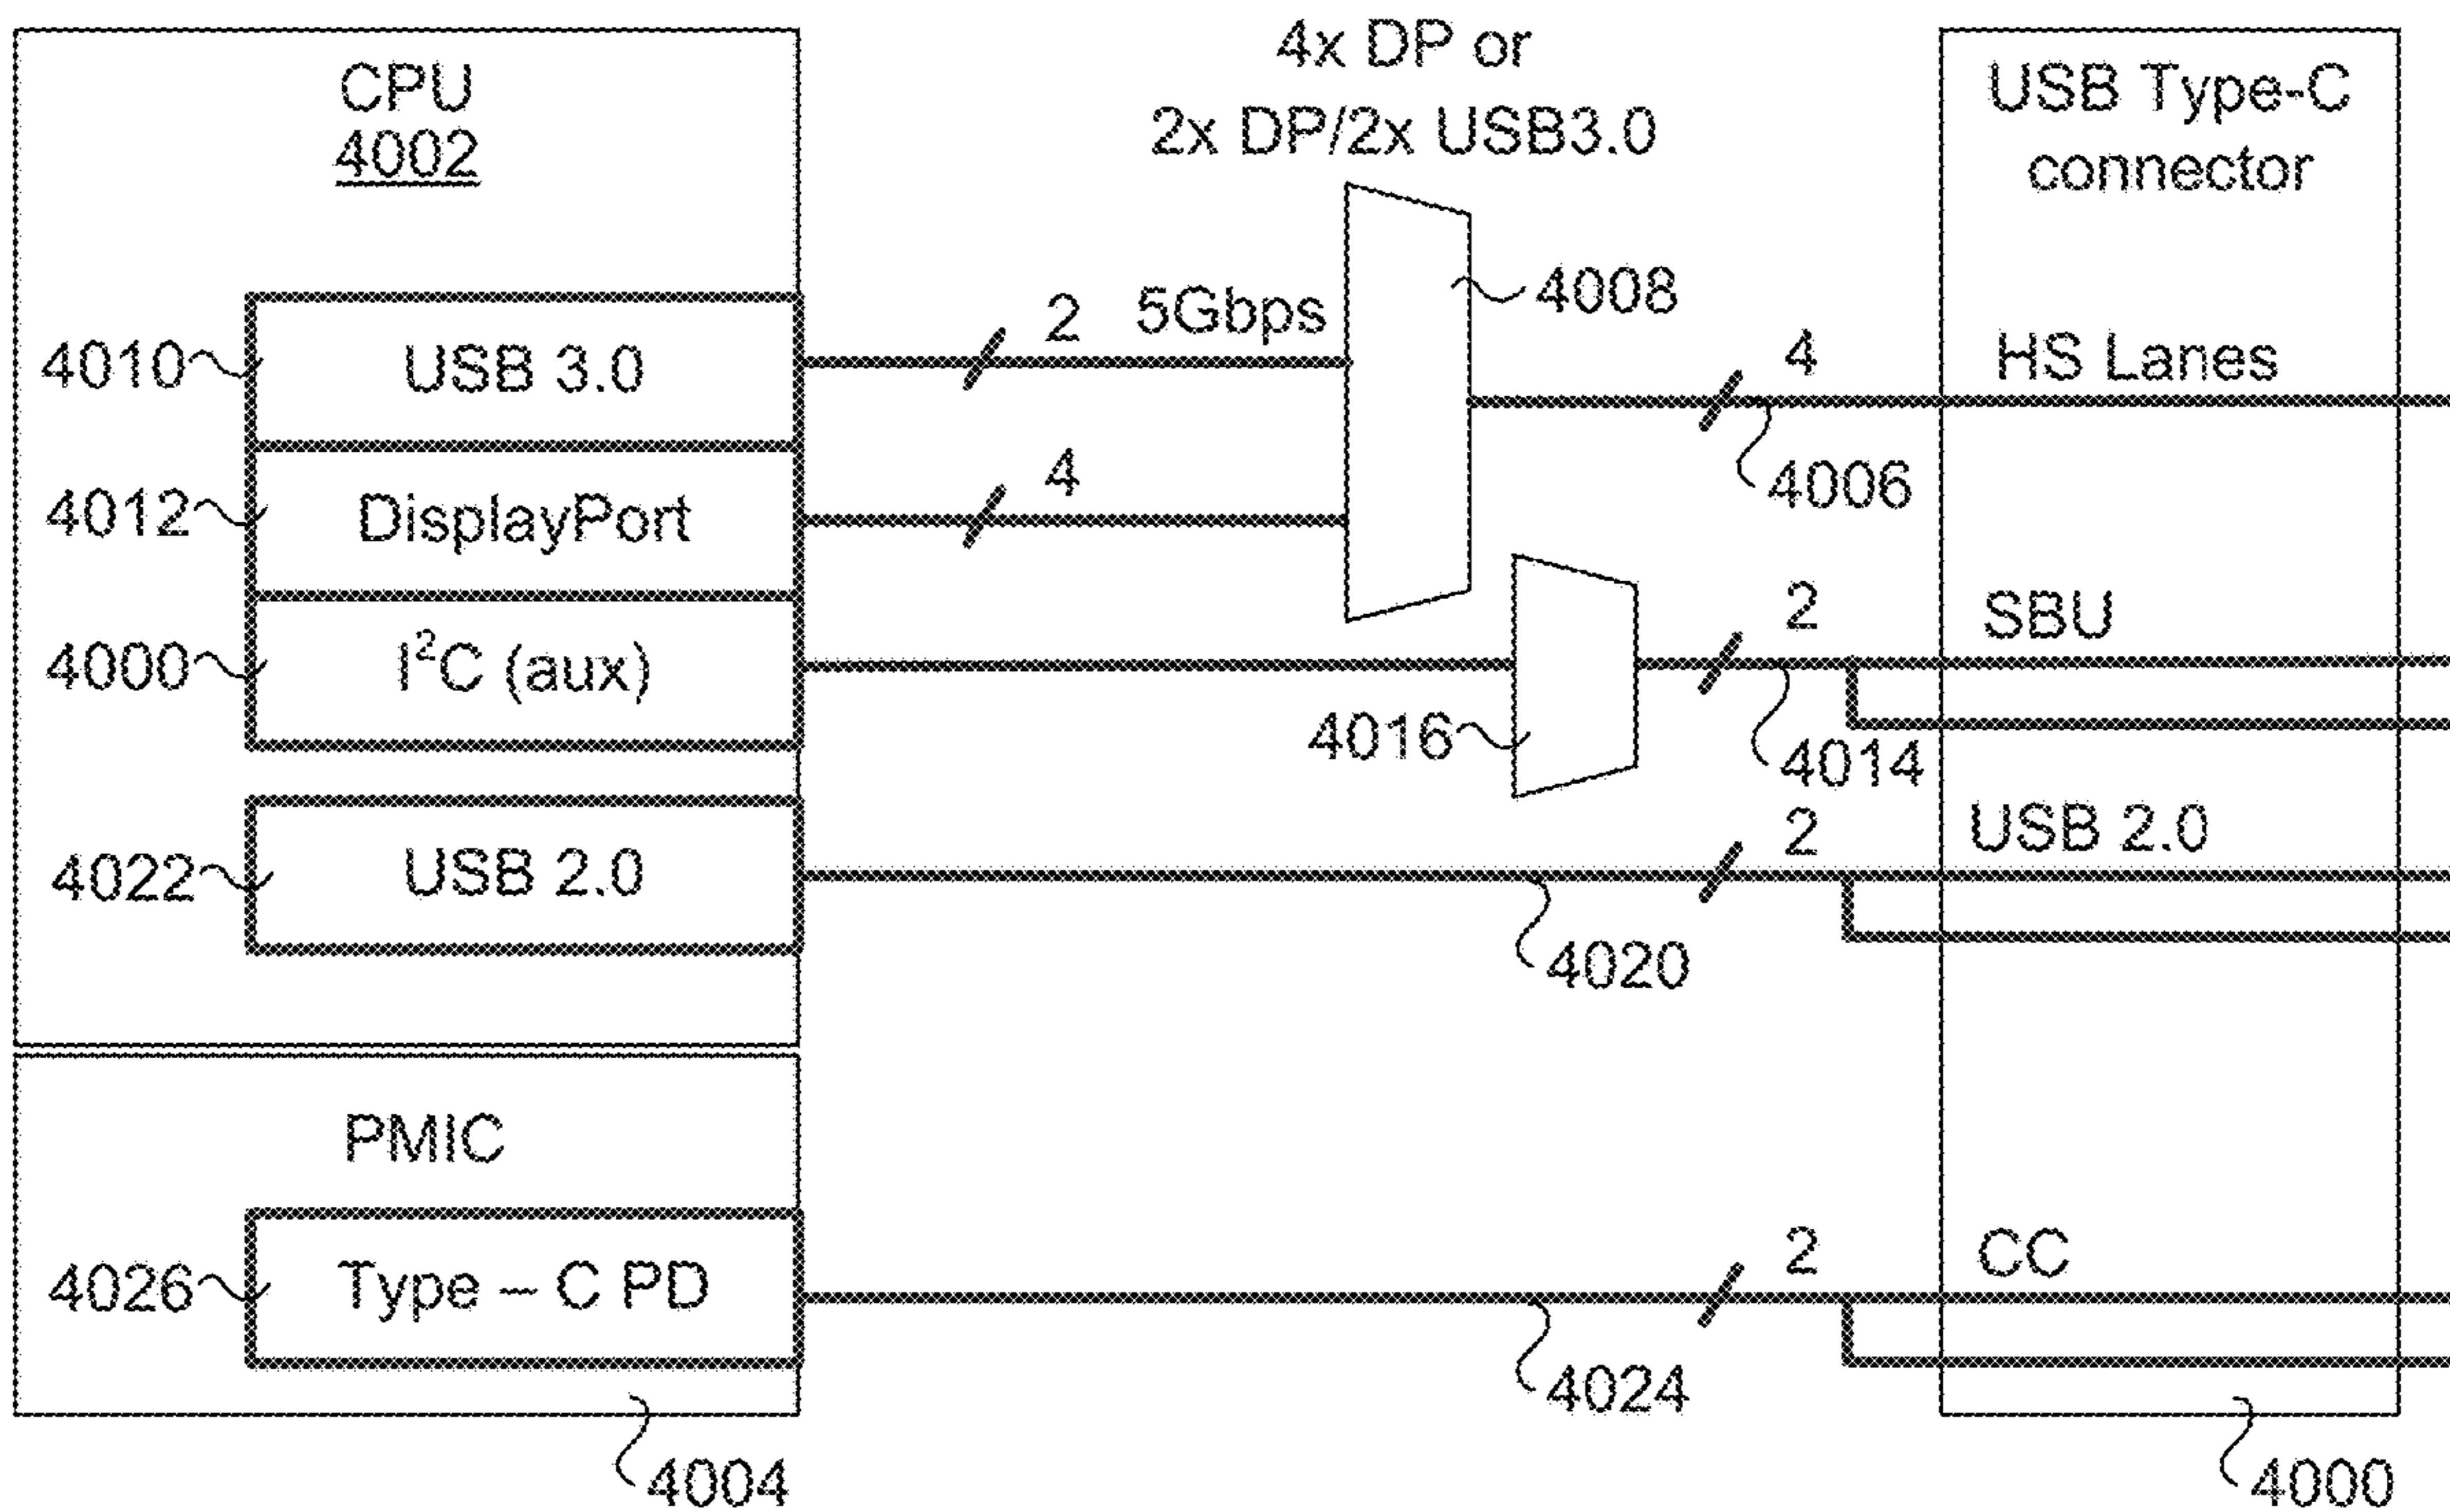 CPU
4002
4x DP or
2x DP/2x USB3.0
USB Type-C
connector
4010
USB 3.0
2
5Gbps
4008
4
HS Lanes
4006
4012
DisplayPort
4
4000
I²C (aux)
4016
2
SBU
4014
4022
USB 2.0
2
USB 2.0
4020
PMIC
4026
Type – C PD
2
CC
4024
4004
4000